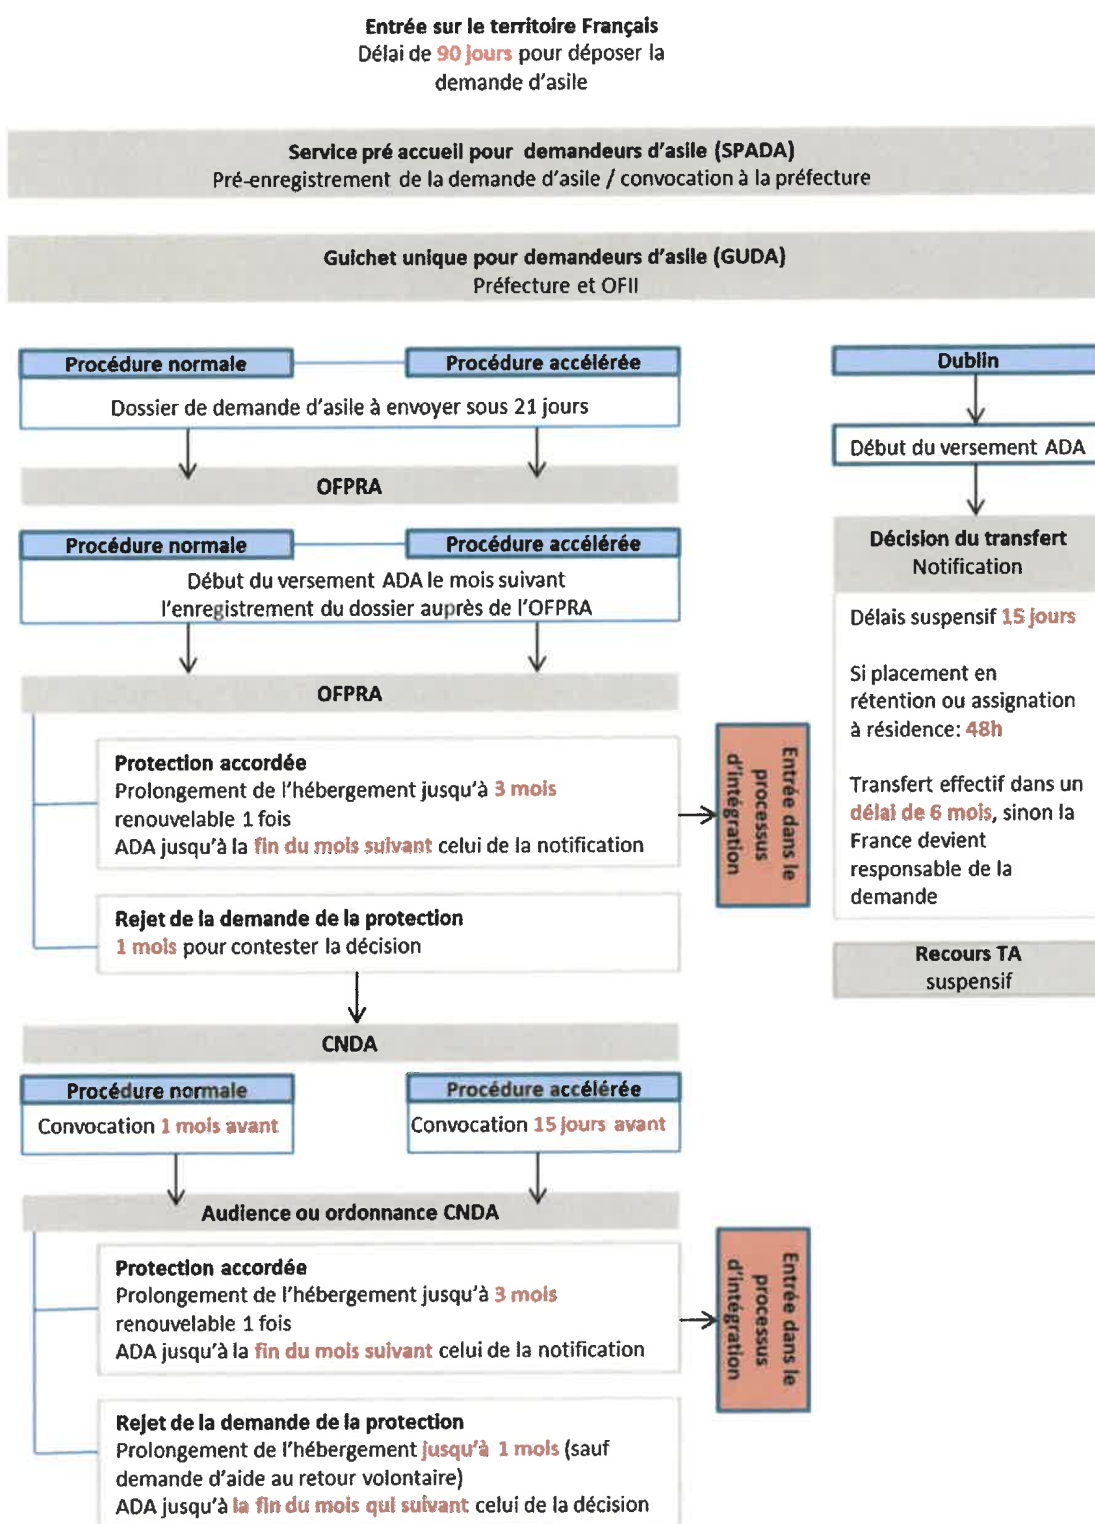 Entrée sur le territoire Français
Délai de 90 jours pour déposer la
demande d'asile
Service pré accueil pour demandeurs d'asile (SPADA)
Pré-enregistrement de la demande d'asile / convocation à la préfecture
Guichet unique pour demandeurs d'asile (GUDA)
Préfecture et OFII
Procédure normale
Procédure accélérée
Dossier de demande d'asile à envoyer sous 21 jours
OFPRA
Procédure normale
Procédure accélérée
Début du versement ADA le mois suivant
l'enregistrement du dossier auprès de l'OFPRA
OFPRA
Protection accordée
Prolongement de l'hébergement jusqu'à 3 mois
renouvelable 1 fois
ADA jusqu'à la fin du mois suivant celui de la notification
Entrée dans le
processus
d'intégration
Rejet de la demande de la protection
1 mois pour contester la décision
CNDA
Procédure normale
Convocation 1 mois avant
Procédure accélérée
Convocation 15 jours avant
Audience ou ordonnance CNDA
Protection accordée
Prolongement de l'hébergement jusqu'à 3 mois
renouvelable 1 fois
ADA jusqu'à la fin du mois suivant celui de la notification
Entrée dans le
processus
d'intégration
Rejet de la demande de la protection
Prolongement de l'hébergement jusqu'à 1 mois (sauf
demande d'aide au retour volontaire)
ADA jusqu'à la fin du mois qui suivant celui de la décision
Dublin
Début du versement ADA
Décision du transfert
Notification
Délais suspensif 15 jours
Si placement en
rétention ou assignation
à résidence: 48h
Transfert effectif dans un
délai de 6 mois, sinon la
France devient
responsable de la
demande
Recours TA
suspensif